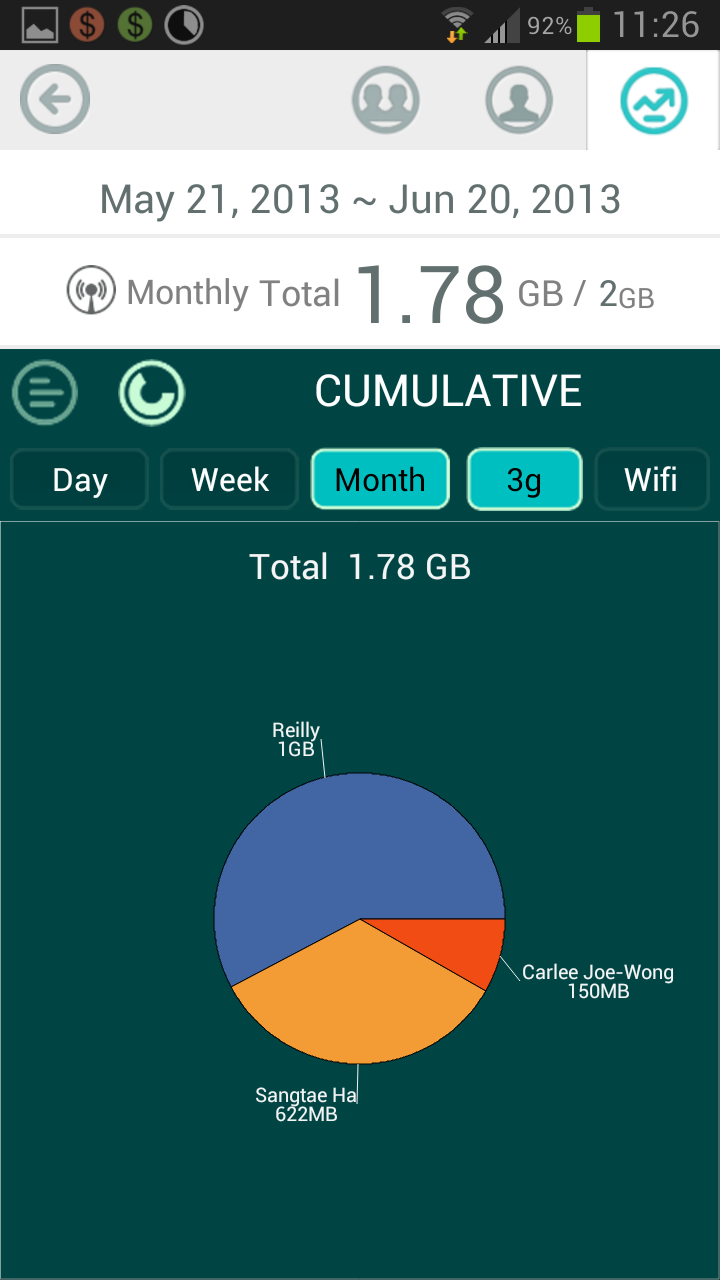 92% 11:26
May 21, 2013 ~ Jun 20, 2013
Monthly Total 1.78 GB / 2GB
CUMULATIVE
Day Week Month 3g Wifi
Total 1.78 GB
Reilly
1GB
Carlee Joe-Wong
150MB
Sangtae Ha
622MB